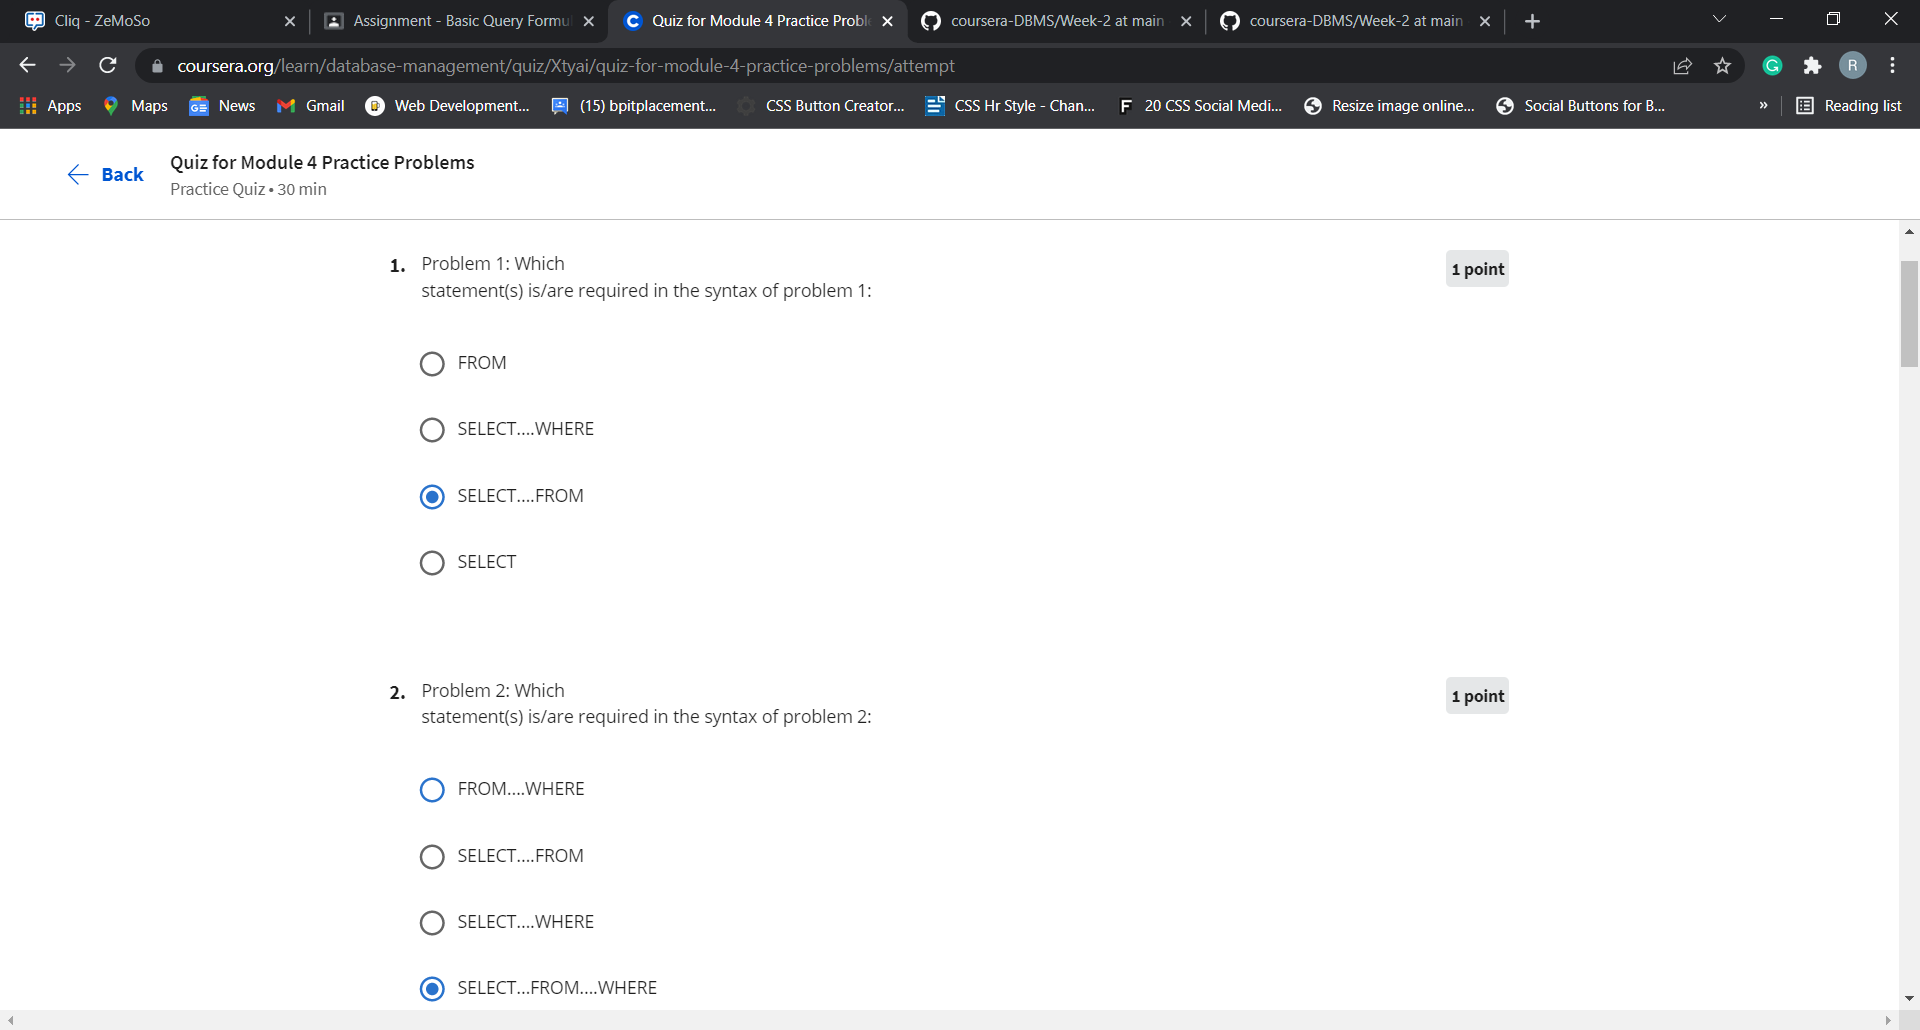 Cliq - ZeMoSo
Assignment - Basic Query Formul
Quiz for Module 4 Practice Proble
coursera-DBMS/Week-2 at main
coursera-DBMS/Week-2 at main
coursera.org/learn/database-management/quiz/Xtyai/quiz-for-module-4-practice-problems/attempt
R
Apps
Maps
News
Gmail
Web Development...
(15) bpitplacement...
CSS Button Creator...
CSS Hr Style - Chan...
20 CSS Social Medi...
Resize image online...
Social Buttons for B...
»
Reading list
Back
Quiz for Module 4 Practice Problems
Practice Quiz • 30 min
1. Problem 1: Which
statement(s) is/are required in the syntax of problem 1:
1 point
FROM
SELECT....WHERE
SELECT....FROM
SELECT
2. Problem 2: Which
statement(s) is/are required in the syntax of problem 2:
1 point
FROM....WHERE
SELECT....FROM
SELECT....WHERE
SELECT...FROM....WHERE